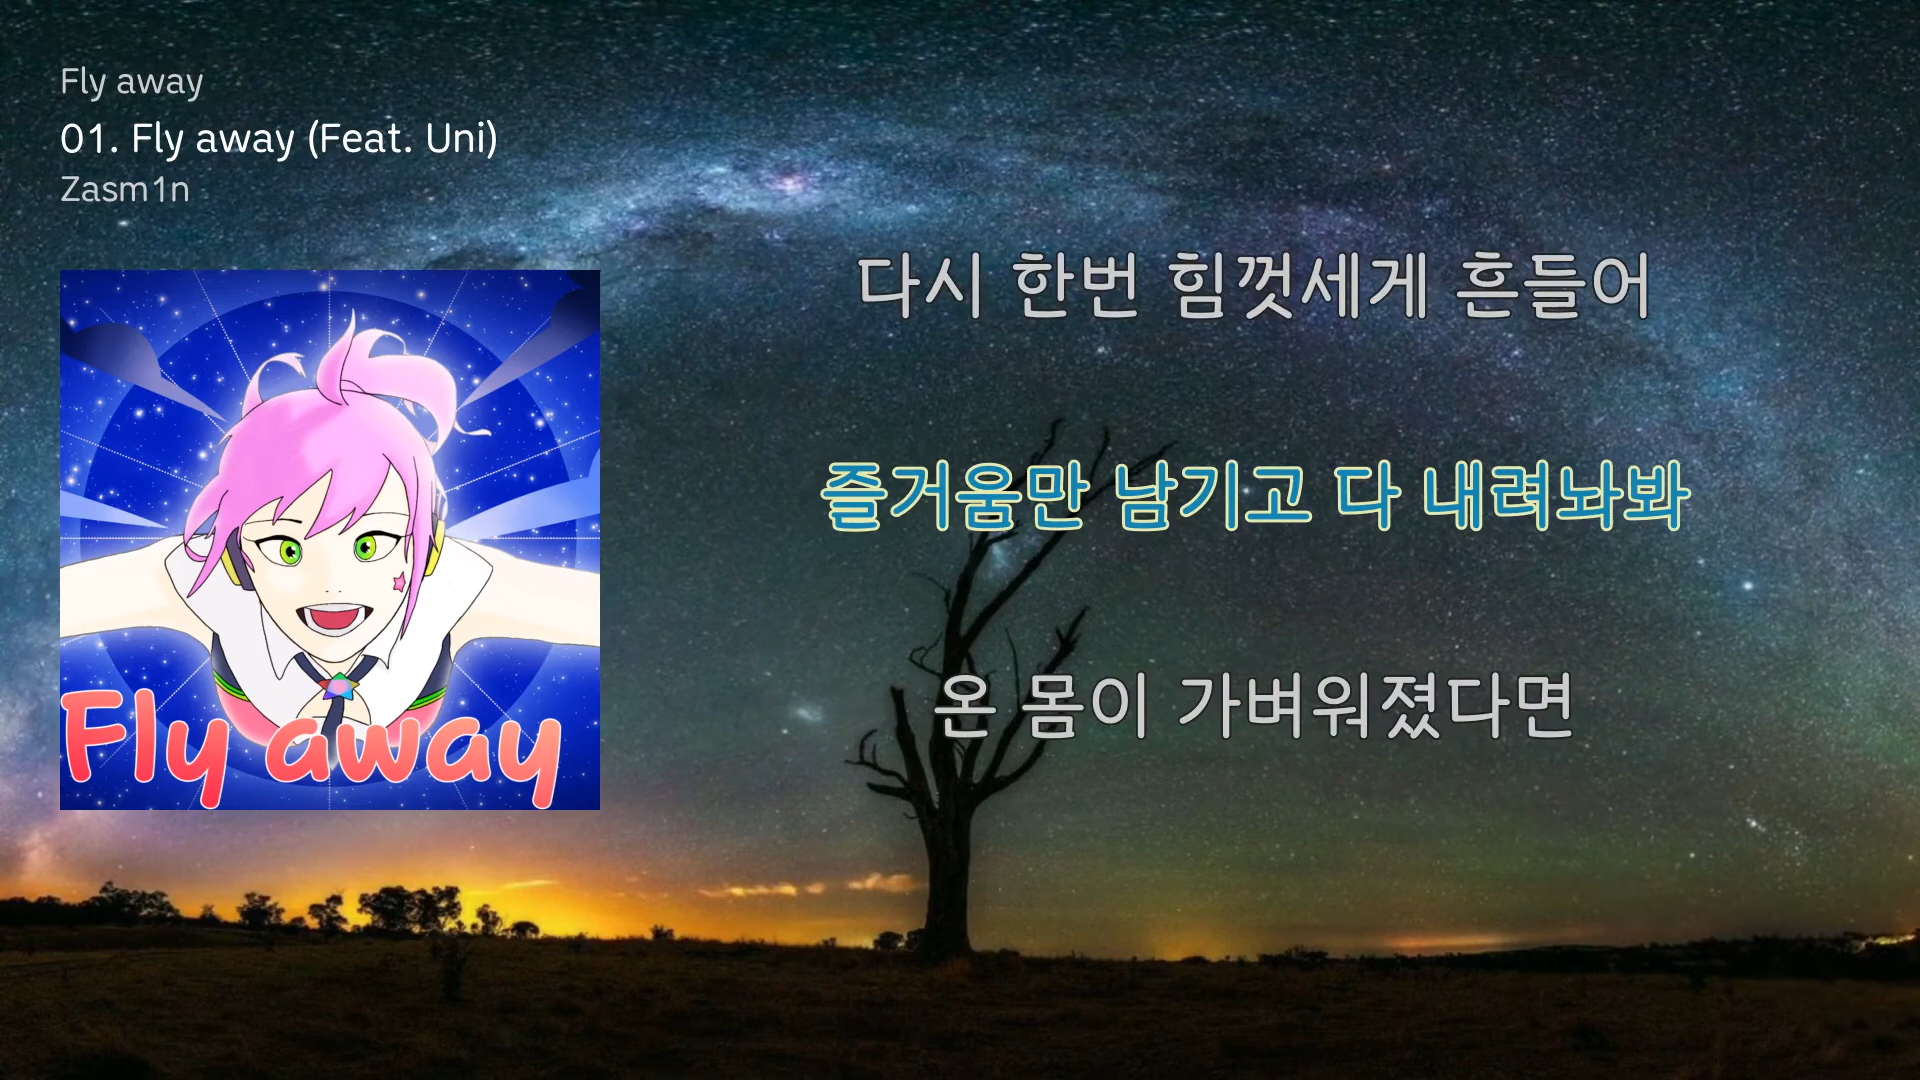 Fly away
01. Fly away (Feat. Uni)
Zasm1n
Fly away
다시 한번 힘껏세게 흔들어
즐거움만 남기고 다 내려놔봐
온 몸이 가벼워졌다면